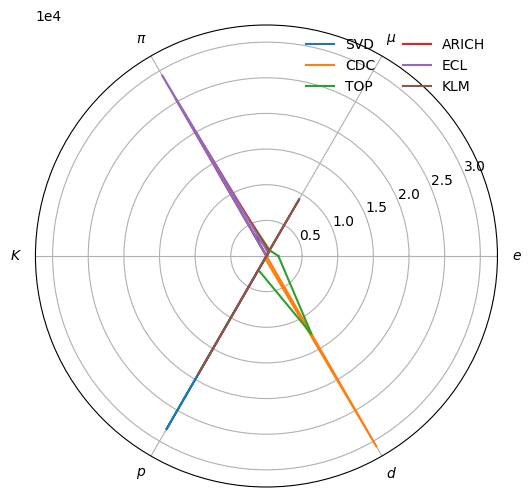 1e4
π
μ
SVD ARICH
CDC ECL
TOP KLM
3.0
2.5
2.0
1.5
1.0
0.5
K
e
p
d